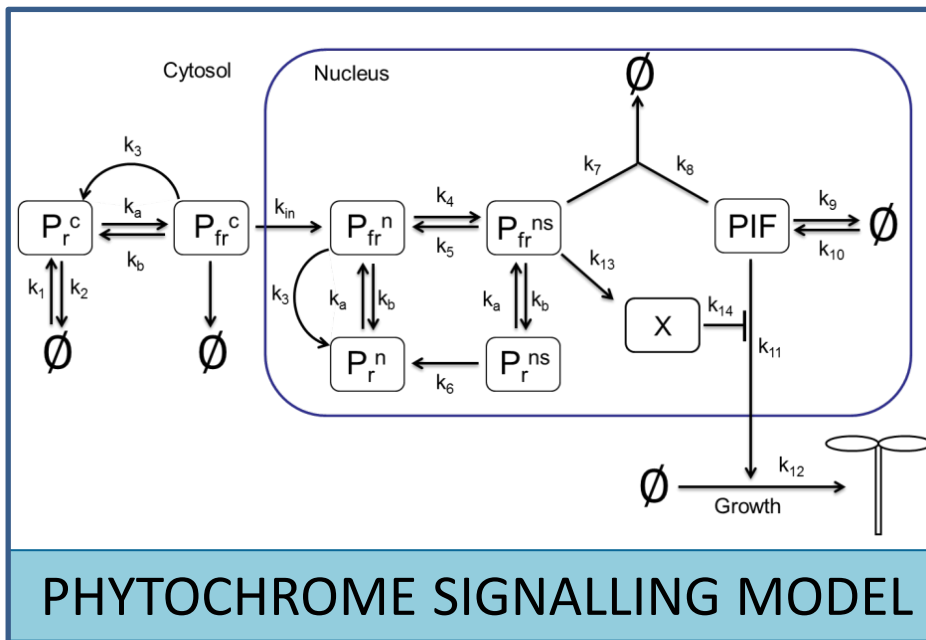 Cytosol
Nucleus
Ø
k3
k7
k8
Prc
ka
kb
Pfrc
kin
Pfrn
k4
k5
Pfrns
PIF
k9
k10
Ø
k1
k2
k3
ka
kb
ka
kb
k13
X
k14
k11
Ø
Ø
Prn
k6
Prns
Ø
k12
Growth
PHYTOCHROME SIGNALLING MODEL